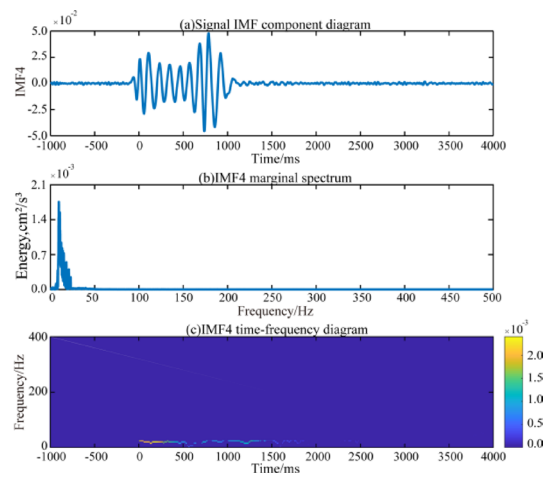 (a)Signal IMF component diagram
5.0 ×10⁻²
2.5
0.0
-2.5
-5.0
IMF4
-1000 -500 0 500 1000 1500 2000 2500 3000 3500 4000
Time/ms
(b)IMF4 marginal spectrum
2.1 ×10⁻³
1.4
0.7
0.0
Energy,cm²/s³
0 50 100 150 200 250 300 350 400 450 500
Frequency/Hz
(c)IMF4 time-frequency diagram
400
200
0
Frequency/Hz
-1000 -500 0 500 1000 1500 2000 2500 3000 3500 4000
Time/ms
×10⁻³
2.0
1.5
1.0
0.5
0.0